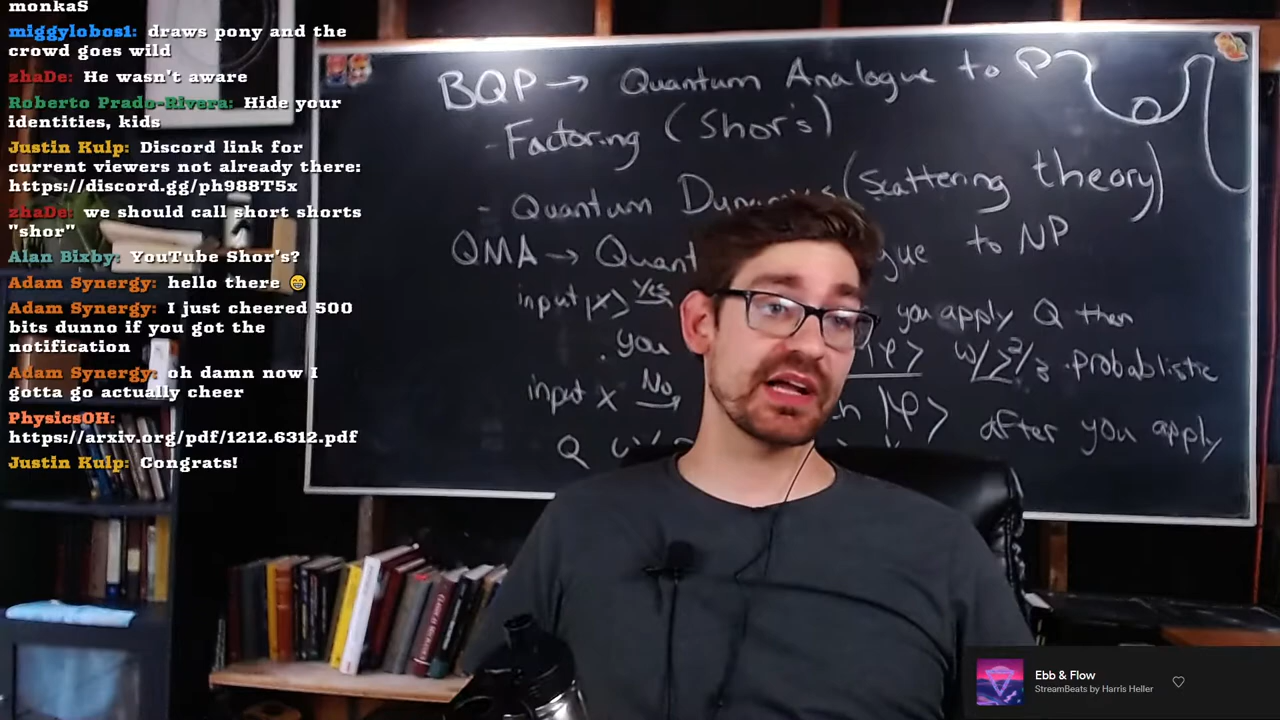 monkaS
miggylobos1: draws pony and the
crowd goes wild
zhaDe: He wasn't aware
Roberto Prado-Rivera: Hide your
identities, kids
Justin Kulp: Discord link for
current viewers not already there:
https://discord.gg/ph988T5x
zhaDe: we should call short shorts
"shor"
Alan Bixby: YouTube Shor's?
Adam Synergy: hello there 😁
Adam Synergy: I just cheered 500
bits dunno if you got the
notification
Adam Synergy: oh damn now I
gotta go actually cheer
PhysicsOH:
https://arxiv.org/pdf/1212.6312.pdf
Justin Kulp: Congrats!
BQP → Quantum Analogue to P
- Factoring (Shor's)
- Quantum (Scattering theory)
QMA → to NP
input |x> Yes you apply Q then
you |φ> w/ ≥ 2/3 probablistic
input x No |φ> after you apply
Q
Ebb & Flow
StreamBeats by Harris Heller